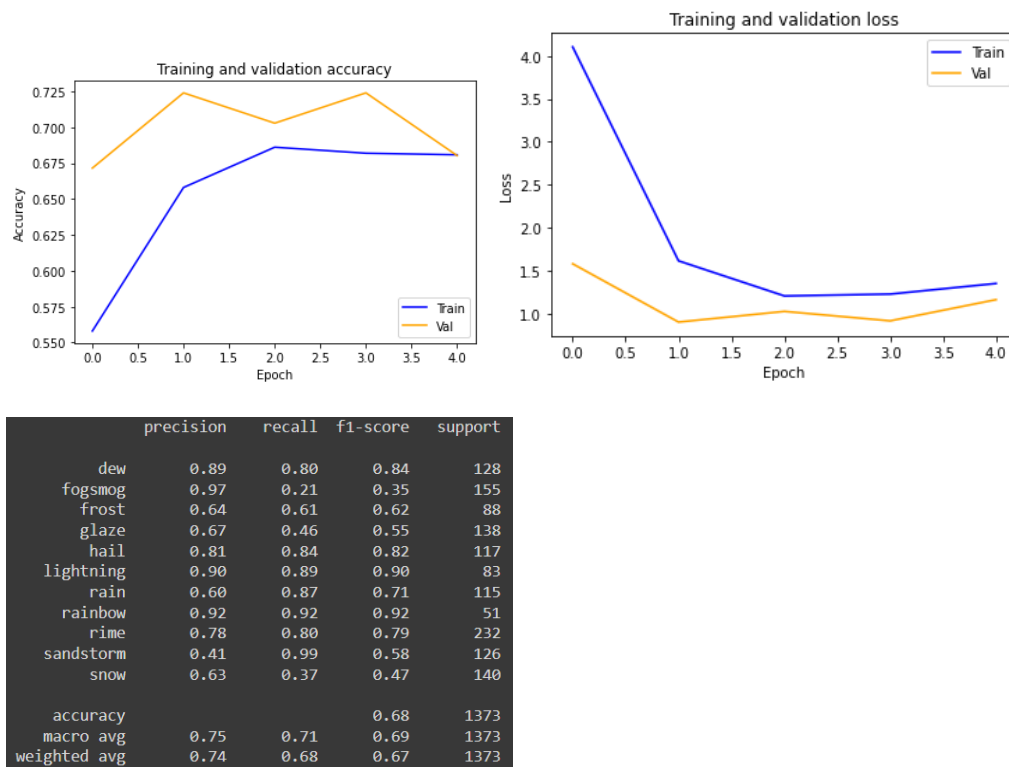 Training and validation accuracy
0.725
0.700
0.675
0.650
0.625
0.600
0.575
0.550
Accuracy
0.0 0.5 1.0 1.5 2.0 2.5 3.0 3.5 4.0
Epoch
Train
Val
Training and validation loss
4.0
3.5
3.0
2.5
2.0
1.5
1.0
Loss
0.0 0.5 1.0 1.5 2.0 2.5 3.0 3.5 4.0
Epoch
Train
Val
precision recall f1-score support
dew 0.89 0.80 0.84 128
fogsmog 0.97 0.21 0.35 155
frost 0.64 0.61 0.62 88
glaze 0.67 0.46 0.55 138
hail 0.81 0.84 0.82 117
lightning 0.90 0.89 0.90 83
rain 0.60 0.87 0.71 115
rainbow 0.92 0.92 0.92 51
rime 0.78 0.80 0.79 232
sandstorm 0.41 0.99 0.58 126
snow 0.63 0.37 0.47 140
accuracy 0.68 1373
macro avg 0.75 0.71 0.69 1373
weighted avg 0.74 0.68 0.67 1373